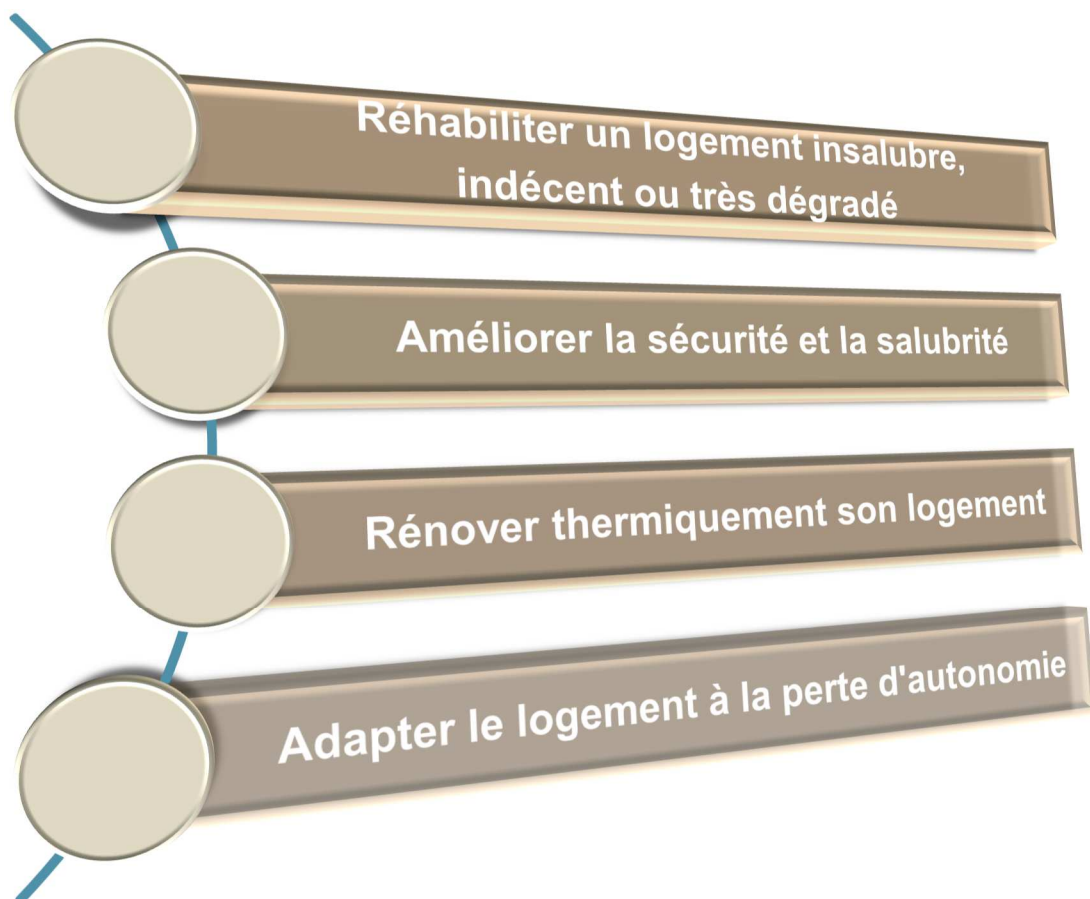 Réhabiliter un logement insalubre,
indécent ou très dégradé
Améliorer la sécurité et la salubrité
Rénover thermiquement son logement
Adapter le logement à la perte d'autonomie